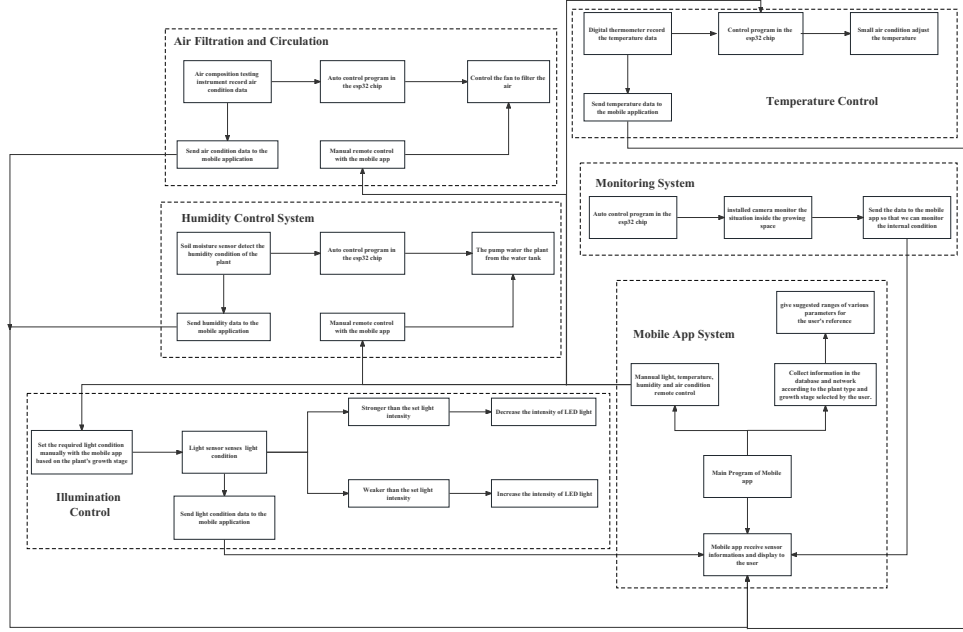 Air Filtration and Circulation
Air composition testing
instrument record air
condition data
Auto control program in
the esp32 chip
Control the fan to filter the
air
Send air condition data to the
mobile application
Manual remote control
with the mobile app
Digital thermometer record
the temperature data
Control program in the
esp32 chip
Small air condition adjust
the temperature
Send temperature data to
the mobile application
Temperature Control
Monitoring System
Auto control program in the
esp32 chip
installed camera monitor the
situation inside the growing
space
Send the data to the mobile
app so that we can monitor
the internal condition
Humidity Control System
Soil moisture sensor detect the
humidity condition of the
plant
Auto control program in
the esp32 chip
The pump water the plant
from the water tank
Send humidity data to the
mobile application
Manual remote control
with the mobile app
Mobile App System
give suggested ranges of various
parameters for
the user's reference
Mannual light, temperature,
humidity and air condition
remote control
Collect information in the
database and network
according to the plant type and
growth stage selected by the user.
Main Program of Mobile
app
Mobile app receive sensor
informations and display to
the user
Set the required light condition
manually with the mobile app
based on the plant's growth stage
Light sensor senses light
condition
Stronger than the set light
intensity
Decrease the intensity of LED light
Weaker than the set light
intensity
Increase the intensity of LED light
Send light condition data to the
mobile application
Illumination
Control